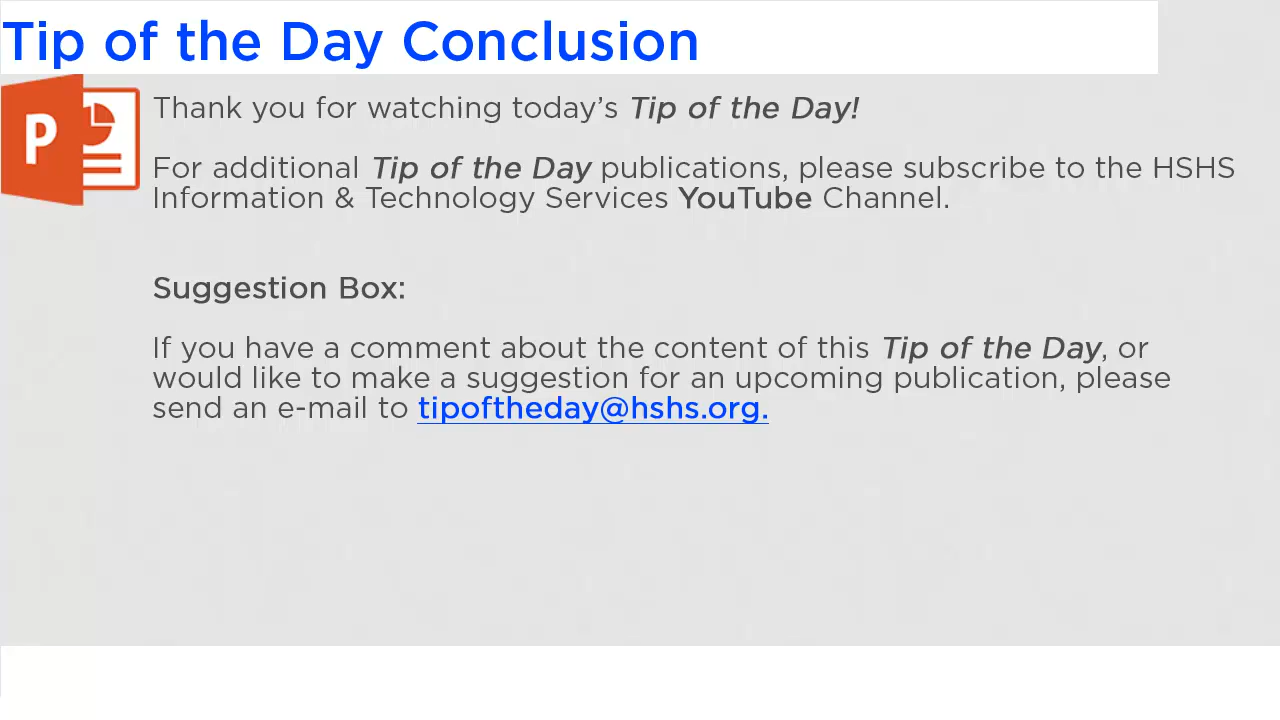 Tip of the Day Conclusion
P
Thank you for watching today’s Tip of the Day!
For additional Tip of the Day publications, please subscribe to the HSHS
Information & Technology Services YouTube Channel.
Suggestion Box:
If you have a comment about the content of this Tip of the Day, or
would like to make a suggestion for an upcoming publication, please
send an e-mail to tipoftheday@hshs.org.